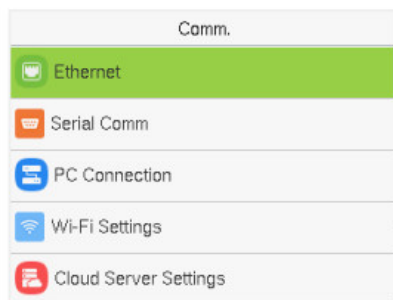 Comm.
Ethernet
Serial Comm
PC Connection
Wi-Fi Settings
Cloud Server Settings